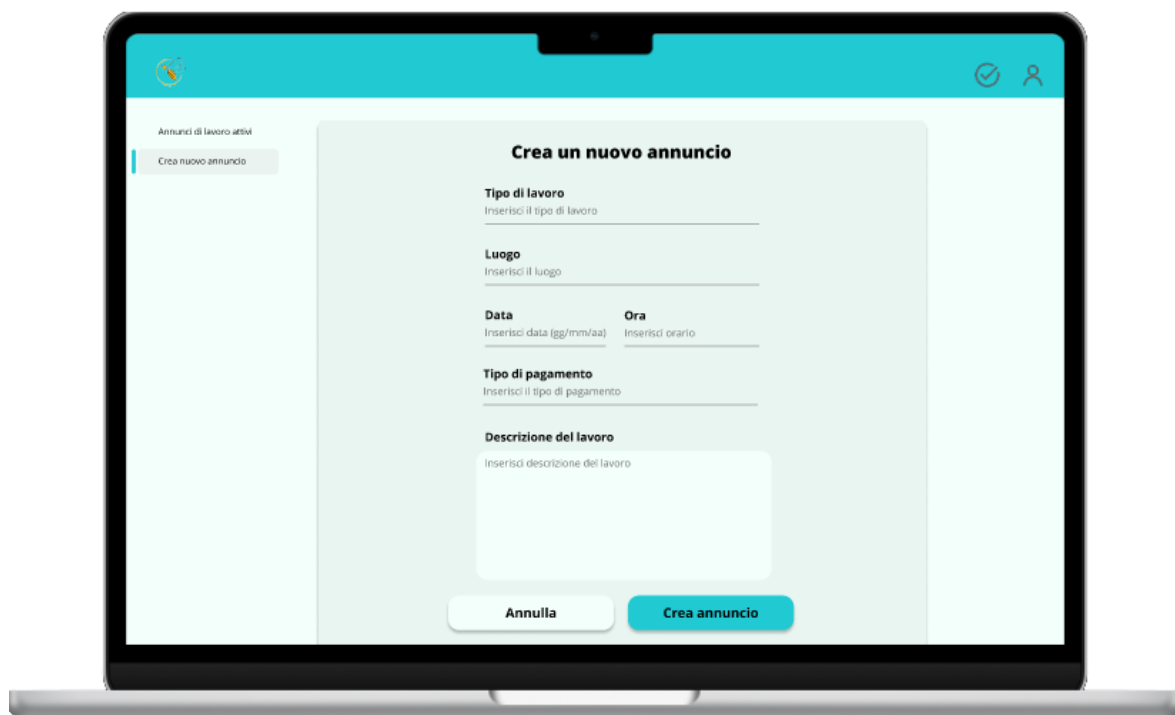 Annunci di lavoro attivi
Crea nuovo annuncio
Crea un nuovo annuncio
Tipo di lavoro
Inserisci il tipo di lavoro
Luogo
Inserisci il luogo
Data
Ora
Inserisci data (gg/mm/aa)
Inserisci orario
Tipo di pagamento
Inserisci il tipo di pagamento
Descrizione del lavoro
Inserisci descrizione del lavoro
Annulla
Crea annuncio